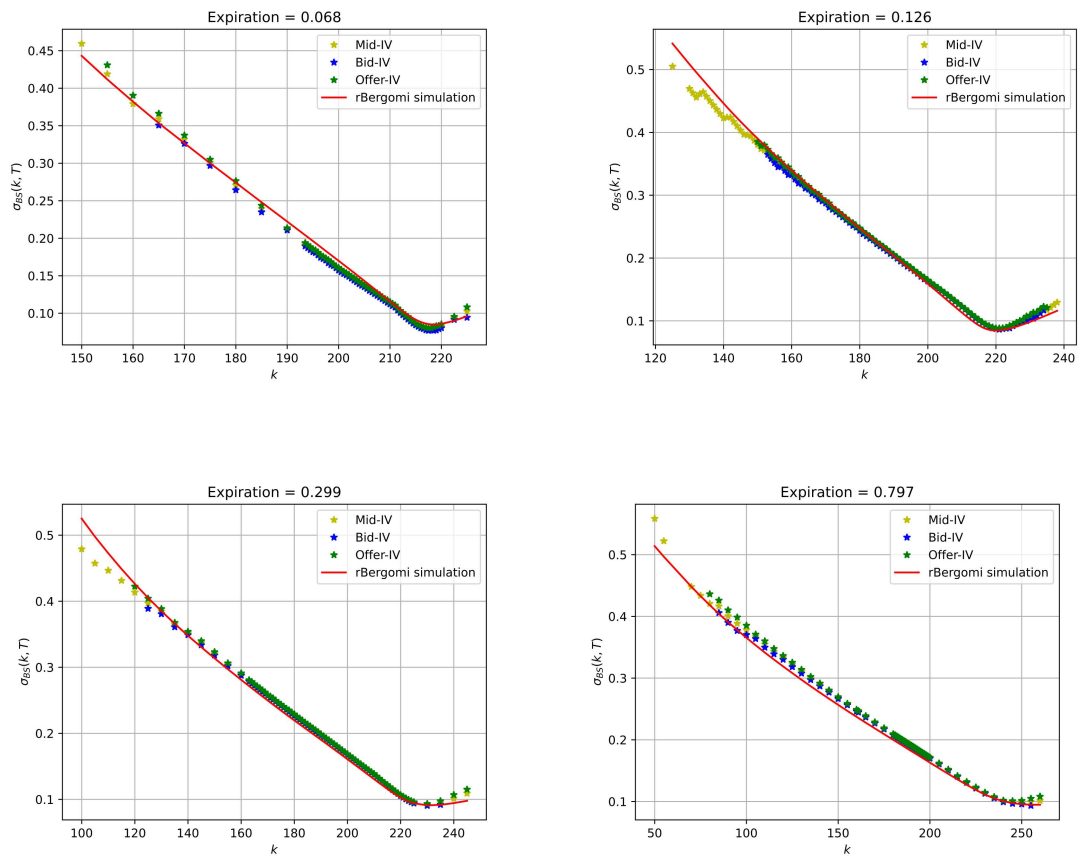 Expiration = 0.068
Mid-IV
Bid-IV
Offer-IV
rBergomi simulation
0.45
0.40
0.35
0.30
0.25
0.20
0.15
0.10
σ_BS(k, T)
150 160 170 180 190 200 210 220
k
Expiration = 0.126
Mid-IV
Bid-IV
Offer-IV
rBergomi simulation
0.5
0.4
0.3
0.2
0.1
σ_BS(k, T)
120 140 160 180 200 220 240
k
Expiration = 0.299
Mid-IV
Bid-IV
Offer-IV
rBergomi simulation
0.5
0.4
0.3
0.2
0.1
σ_BS(k, T)
100 120 140 160 180 200 220 240
k
Expiration = 0.797
Mid-IV
Bid-IV
Offer-IV
rBergomi simulation
0.5
0.4
0.3
0.2
0.1
σ_BS(k, T)
50 100 150 200 250
k